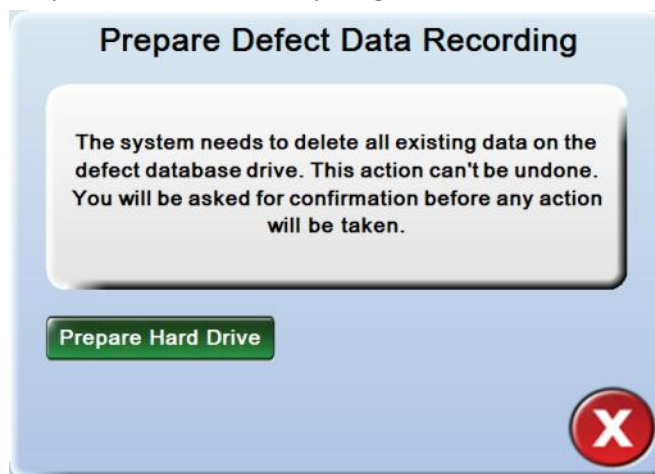 Prepare Defect Data Recording
The system needs to delete all existing data on the
defect database drive. This action can't be undone.
You will be asked for confirmation before any action
will be taken.
Prepare Hard Drive
X